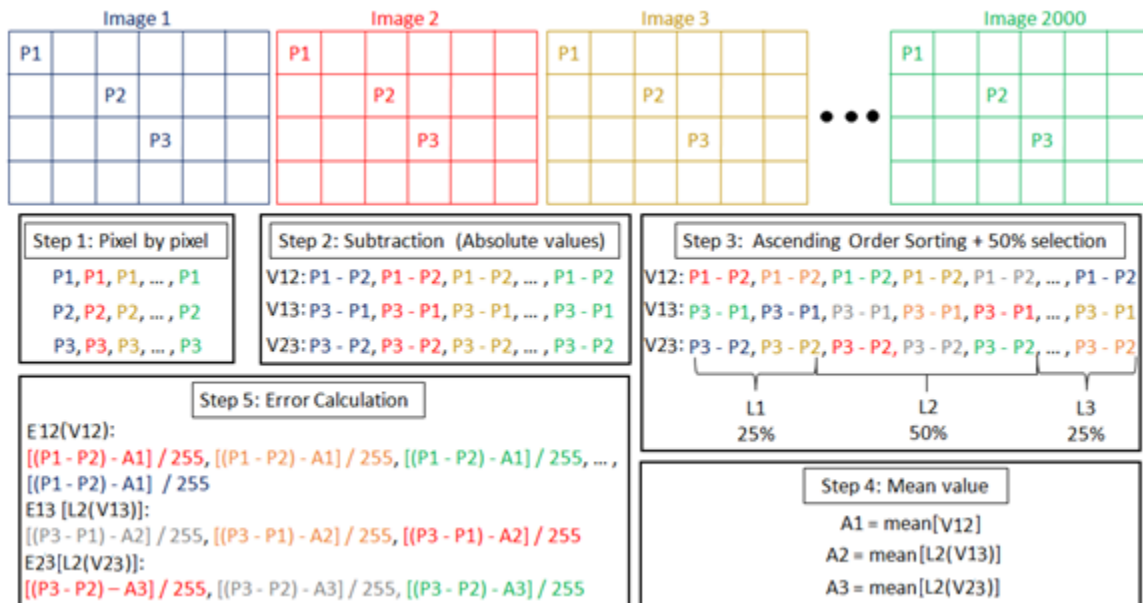 Image 1
Image 2
Image 3
Image 2000
P1
P2
P3
P1
P2
P3
P1
P2
P3
P1
P2
P3
Step 1: Pixel by pixel
P1, P1, P1, ... , P1
P2, P2, P2, ... , P2
P3, P3, P3, ... , P3
Step 2: Subtraction (Absolute values)
V12: P1 - P2, P1 - P2, P1 - P2, ... , P1 - P2
V13: P3 - P1, P3 - P1, P3 - P1, ... , P3 - P1
V23: P3 - P2, P3 - P2, P3 - P2, ... , P3 - P2
Step 3: Ascending Order Sorting + 50% selection
V12: P1 - P2, P1 - P2, P1 - P2, P1 - P2, P1 - P2, ... , P1 - P2
V13: P3 - P1, P3 - P1, P3 - P1, P3 - P1, P3 - P1, ... , P3 - P1
V23: P3 - P2, P3 - P2, P3 - P2, P3 - P2, P3 - P2, ... , P3 - P2
L1
L2
L3
25%
50%
25%
Step 4: Mean value
A1 = mean[V12]
A2 = mean[L2(V13)]
A3 = mean[L2(V23)]
Step 5: Error Calculation
E12(V12):
[(P1 - P2) - A1] / 255, [(P1 - P2) - A1] / 255, [(P1 - P2) - A1] / 255, ... ,
[(P1 - P2) - A1] / 255
E13 [L2(V13)]:
[(P3 - P1) - A2] / 255, [(P3 - P1) - A2] / 255, [(P3 - P1) - A2] / 255
E23[L2(V23)]:
[(P3 - P2) – A3] / 255, [(P3 - P2) - A3] / 255, [(P3 - P2) - A3] / 255